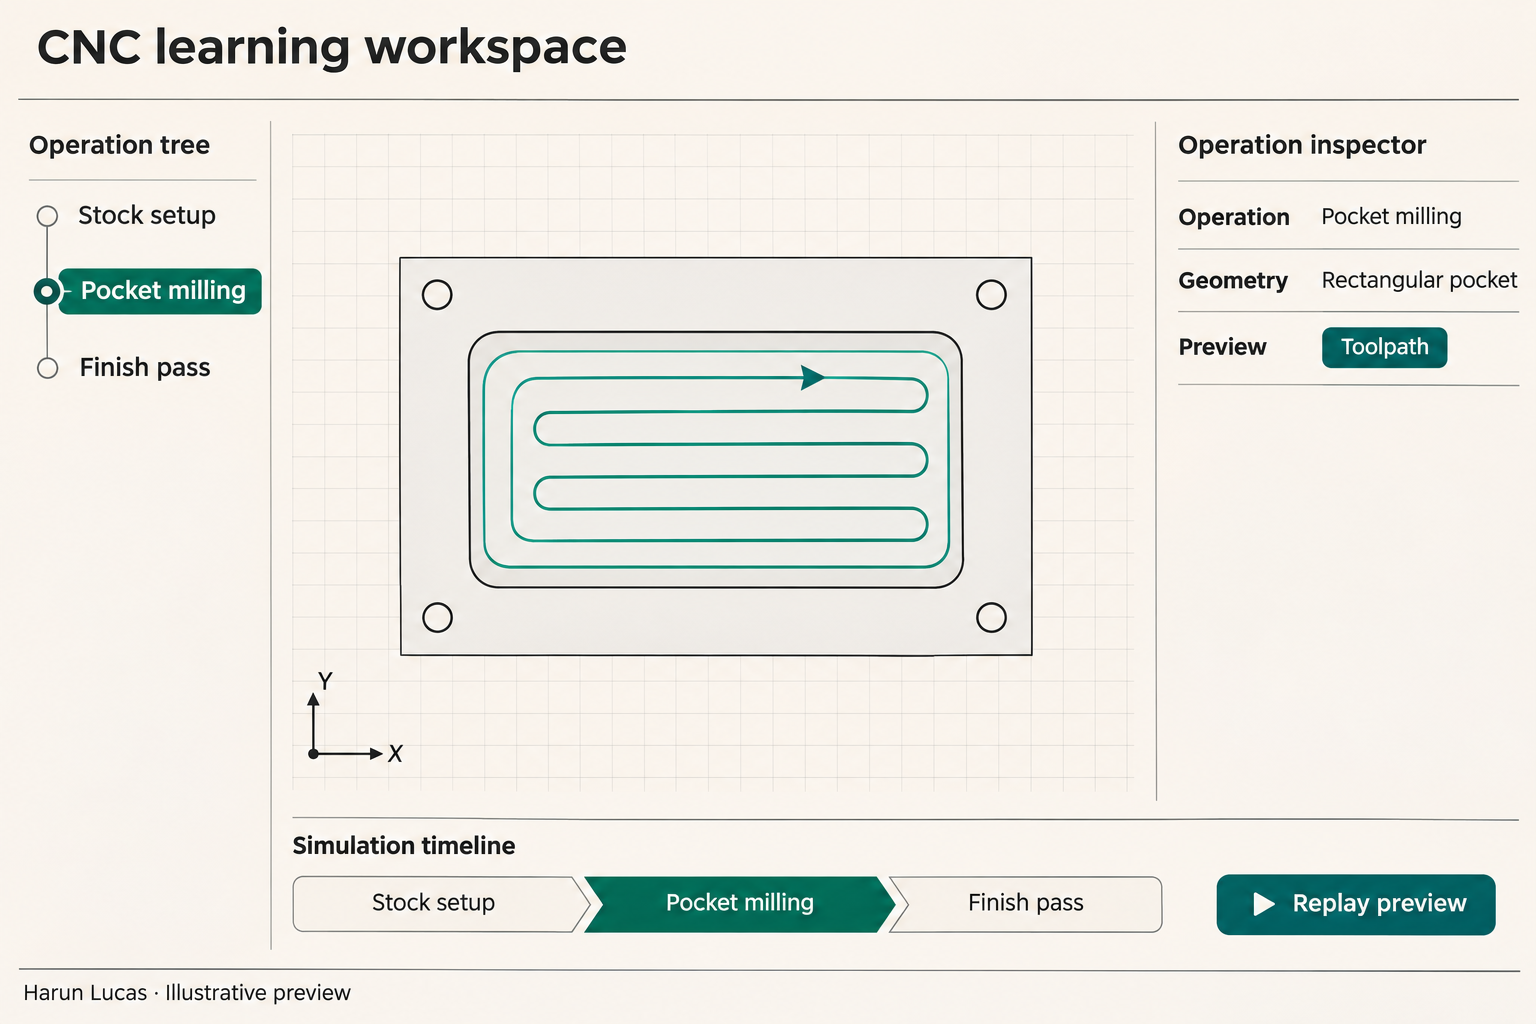 CNC learning workspace
Operation tree
Stock setup
Pocket milling
Finish pass
Y
X
Operation inspector
Operation Pocket milling
Geometry Rectangular pocket
Preview Toolpath
Simulation timeline
Stock setup
Pocket milling
Finish pass
Replay preview
Harun Lucas · Illustrative preview